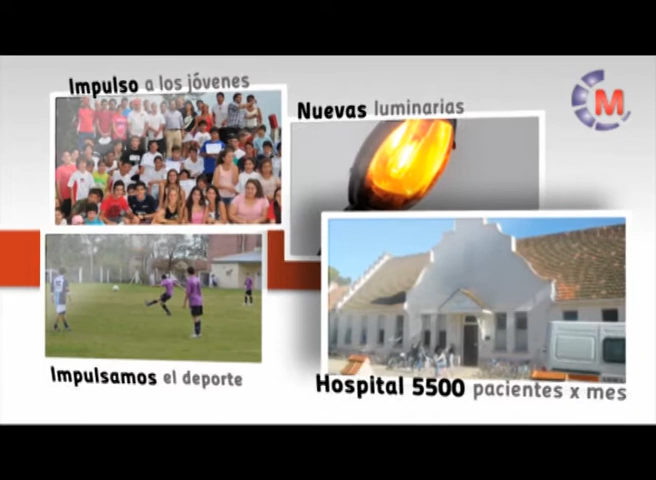 Impulso a los jóvenes
Nuevas luminarias
M
Impulsamos el deporte
Hospital 5500 pacientes x mes